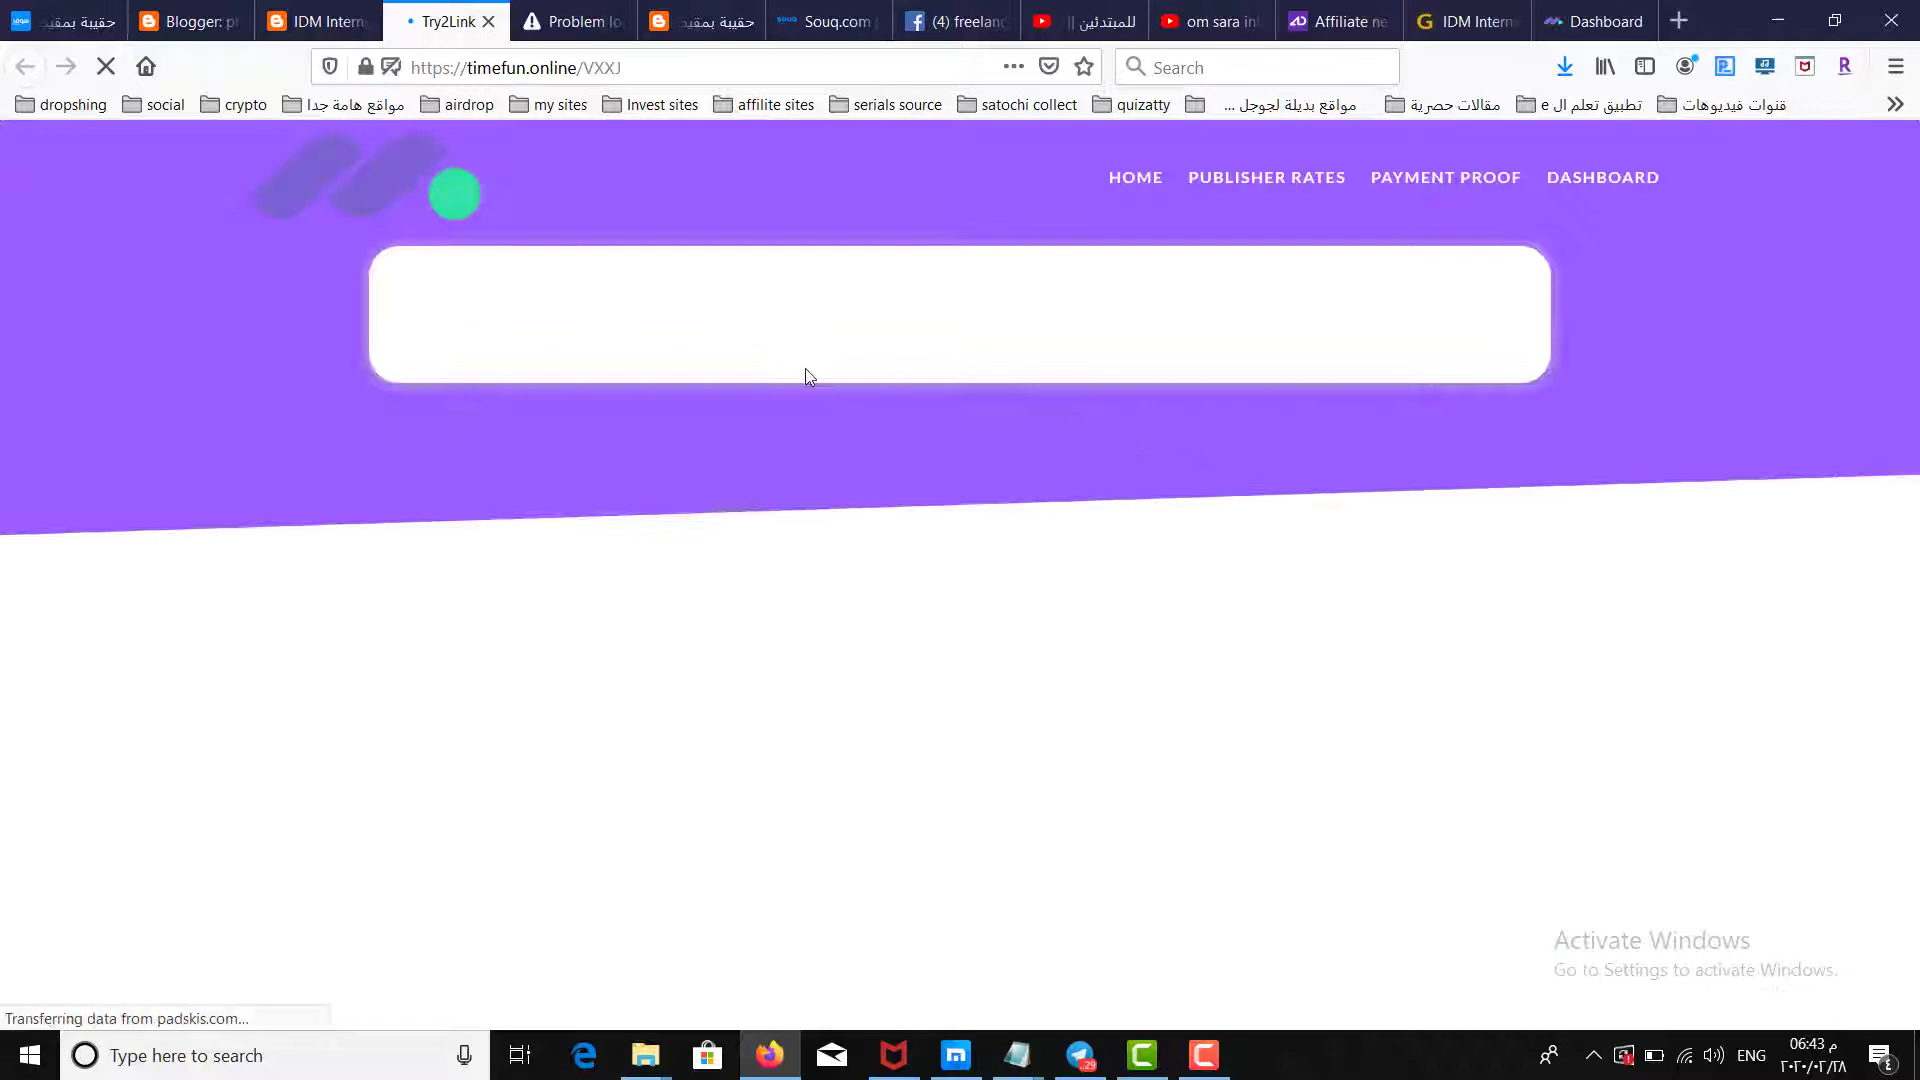 حقيبة بمقيد
Blogger: p
IDM Intern
Try2Link
Problem lo
حقيبة بمقيد
Souq.com
(4) freelanc
للمبتدئين ||
om sara in
Affiliate ne
IDM Intern
Dashboard
https://timefun.online/VXXJ
Search
dropshing
social
crypto
مواقع هامة جدا
airdrop
my sites
Invest sites
affilite sites
serials source
satochi collect
quizatty
مواقع بديلة لجوجل ...
مقالات حصرية
تطبيق تعلم ال e
قنوات فيديوهات
HOME
PUBLISHER RATES
PAYMENT PROOF
DASHBOARD
Activate Windows
Go to Settings to activate Windows.
Transferring data from padskis.com...
Type here to search
29
ENG
06:43 م
٢٠٢٠/٠٢/٢٨
٤